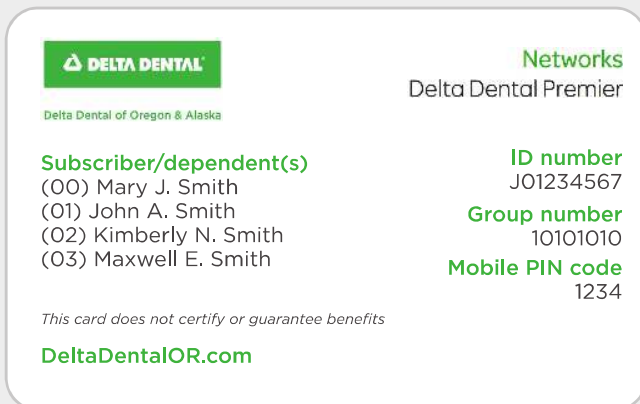 DELTA DENTAL
Delta Dental of Oregon & Alaska
Networks
Delta Dental Premier
Subscriber/dependent(s)
(00) Mary J. Smith
(01) John A. Smith
(02) Kimberly N. Smith
(03) Maxwell E. Smith
ID number
J01234567
Group number
10101010
Mobile PIN code
1234
This card does not certify or guarantee benefits
DeltaDentalOR.com